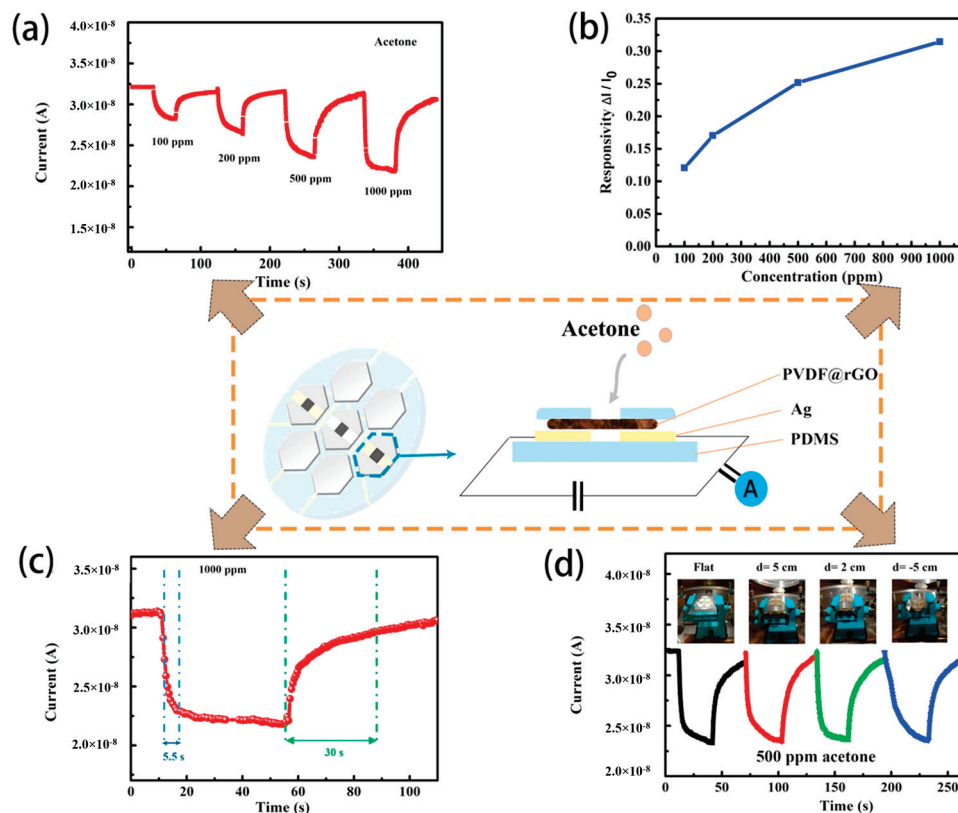 (a)
4.0×10⁻⁸
3.5×10⁻⁸
3.0×10⁻⁸
2.5×10⁻⁸
2.0×10⁻⁸
1.5×10⁻⁸
Current (A)
Acetone
100 ppm
200 ppm
500 ppm
1000 ppm
0 100 200 300 400
Time (s)
(b)
0.35
0.30
0.25
0.20
0.15
0.10
0.05
0.00
Responsivity ΔI / I₀
100 200 300 400 500 600 700 800 900 1000
Concentration (ppm)
Acetone
PVDF@rGO
Ag
PDMS
A
(c)
3.5×10⁻⁸
3.0×10⁻⁸
2.5×10⁻⁸
2.0×10⁻⁸
Current (A)
1000 ppm
5.5 s
30 s
0 20 40 60 80 100
Time (s)
(d)
4.0×10⁻⁸
3.5×10⁻⁸
3.0×10⁻⁸
2.5×10⁻⁸
2.0×10⁻⁸
Current (A)
Flat d= 5 cm d= 2 cm d= -5 cm
500 ppm acetone
0 50 100 150 200 250
Time (s)